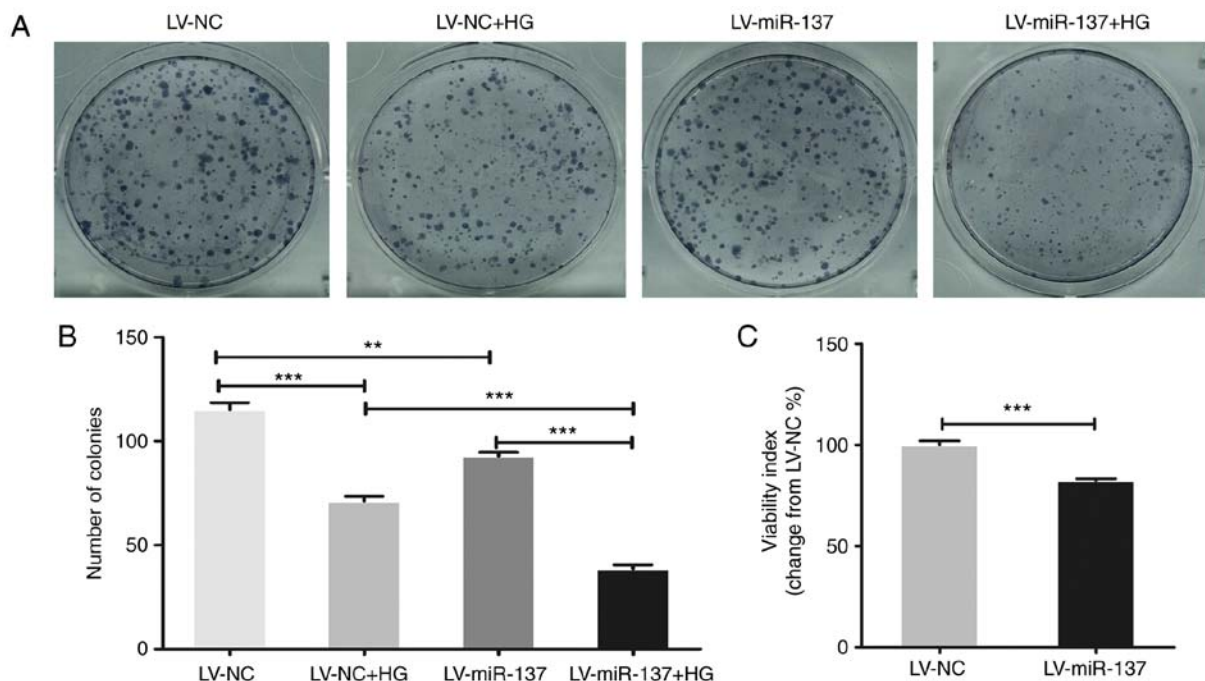 A
LV-NC
LV-NC+HG
LV-miR-137
LV-miR-137+HG
B
Number of colonies
150
100
50
0
**
***
***
***
LV-NC
LV-NC+HG
LV-miR-137
LV-miR-137+HG
C
Viability index
(change from LV-NC %)
150
100
50
0
***
LV-NC
LV-miR-137